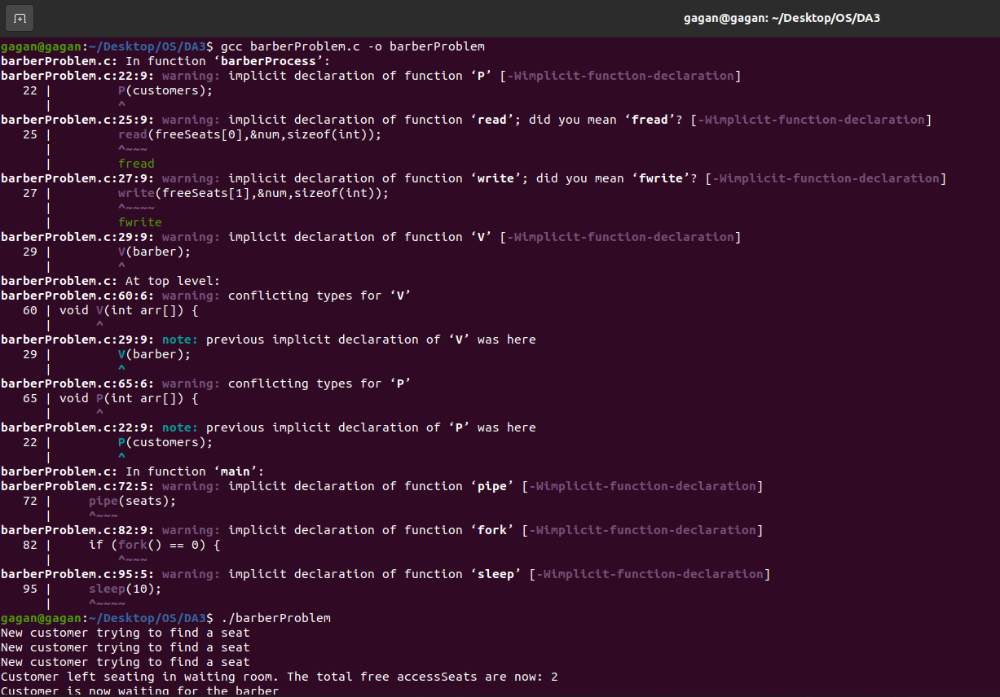 gagan@gagan: ~/Desktop/OS/DA3
gagan@gagan:~/Desktop/OS/DA3$ gcc barberProblem.c -o barberProblem
barberProblem.c: In function ‘barberProcess’:
barberProblem.c:22:9: warning: implicit declaration of function ‘P’ [-Wimplicit-function-declaration]
   22 |         P(customers);
      |         ^
barberProblem.c:25:9: warning: implicit declaration of function ‘read’; did you mean ‘fread’? [-Wimplicit-function-declaration]
   25 |         read(freeSeats[0],&num,sizeof(int));
      |         ^~~~
      |         fread
barberProblem.c:27:9: warning: implicit declaration of function ‘write’; did you mean ‘fwrite’? [-Wimplicit-function-declaration]
   27 |         write(freeSeats[1],&num,sizeof(int));
      |         ^~~~~
      |         fwrite
barberProblem.c:29:9: warning: implicit declaration of function ‘V’ [-Wimplicit-function-declaration]
   29 |         V(barber);
      |         ^
barberProblem.c: At top level:
barberProblem.c:60:6: warning: conflicting types for ‘V’
   60 | void V(int arr[]) {
      |      ^
barberProblem.c:29:9: note: previous implicit declaration of ‘V’ was here
   29 |         V(barber);
      |         ^
barberProblem.c:65:6: warning: conflicting types for ‘P’
   65 | void P(int arr[]) {
      |      ^
barberProblem.c:22:9: note: previous implicit declaration of ‘P’ was here
   22 |         P(customers);
      |         ^
barberProblem.c: In function ‘main’:
barberProblem.c:72:5: warning: implicit declaration of function ‘pipe’ [-Wimplicit-function-declaration]
   72 |     pipe(seats);
      |     ^~~~
barberProblem.c:82:9: warning: implicit declaration of function ‘fork’ [-Wimplicit-function-declaration]
   82 |     if (fork() == 0) {
      |         ^~~~
barberProblem.c:95:5: warning: implicit declaration of function ‘sleep’ [-Wimplicit-function-declaration]
   95 |     sleep(10);
      |     ^~~~~
gagan@gagan:~/Desktop/OS/DA3$ ./barberProblem
New customer trying to find a seat
New customer trying to find a seat
New customer trying to find a seat
Customer left seating in waiting room. The total free accessSeats are now: 2
Customer is now waiting for the barber